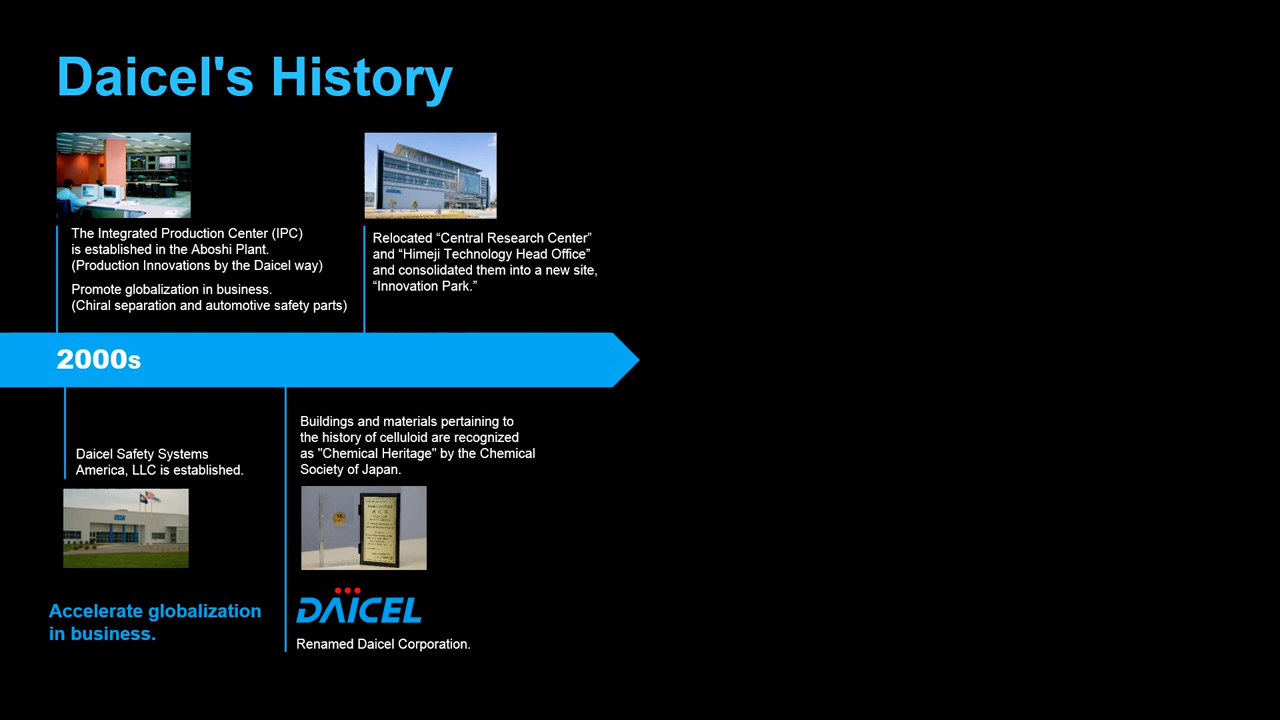 Daicel's History
The Integrated Production Center (IPC)
is established in the Aboshi Plant.
(Production Innovations by the Daicel way)
Promote globalization in business.
(Chiral separation and automotive safety parts)
Relocated “Central Research Center”
and “Himeji Technology Head Office”
and consolidated them into a new site,
“Innovation Park.”
2000s
Daicel Safety Systems
America, LLC is established.
Accelerate globalization
in business.
Buildings and materials pertaining to
the history of celluloid are recognized
as "Chemical Heritage" by the Chemical
Society of Japan.
DAICEL
Renamed Daicel Corporation.